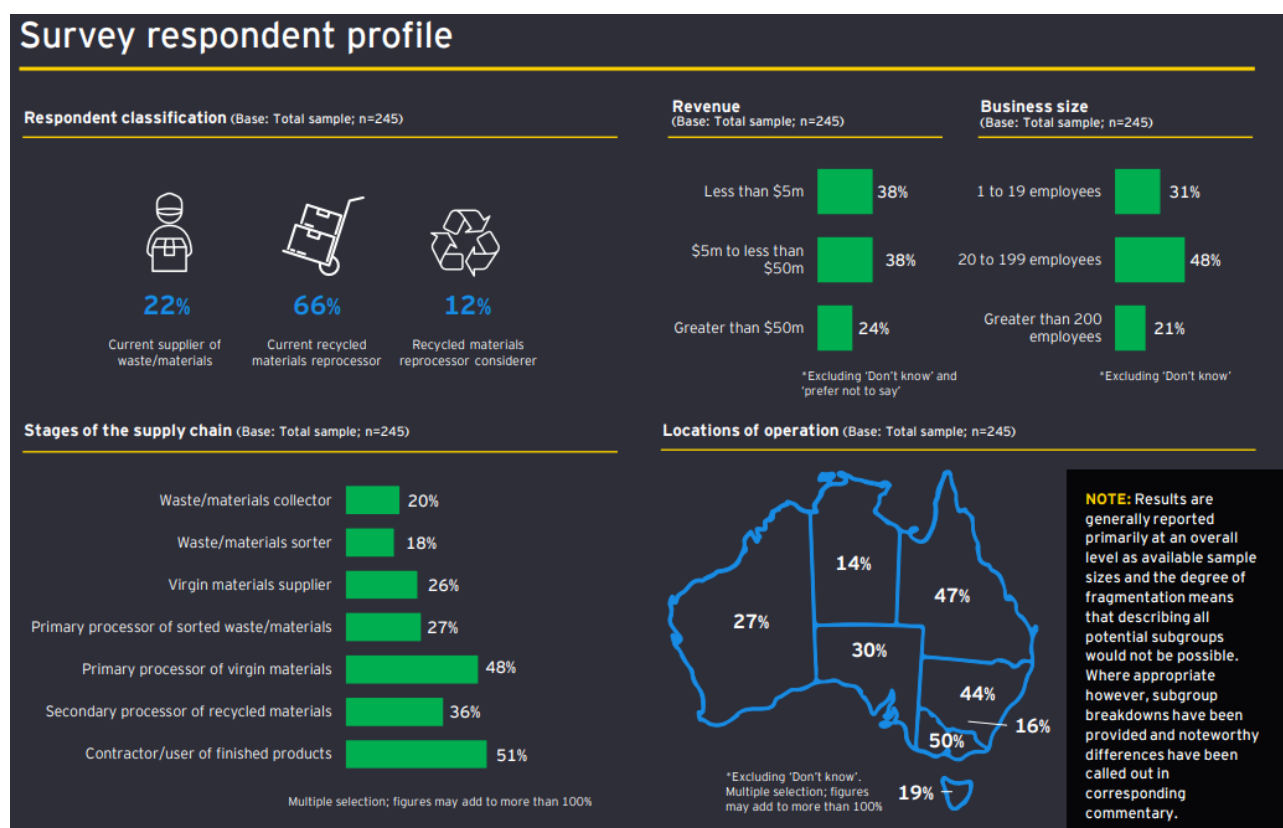 Survey respondent profile
Respondent classification (Base: Total sample; n=245)
22%
Current supplier of
waste/materials
66%
Current recycled
materials reprocessor
12%
Recycled materials
reprocessor considerer
Revenue
(Base: Total sample; n=245)
Less than $5m 38%
$5m to less than
$50m 38%
Greater than $50m 24%
*Excluding ‘Don’t know’ and
‘prefer not to say’
Business size
(Base: Total sample; n=245)
1 to 19 employees 31%
20 to 199 employees 48%
Greater than 200
employees 21%
*Excluding ‘Don’t know’
Stages of the supply chain (Base: Total sample; n=245)
Waste/materials collector 20%
Waste/materials sorter 18%
Virgin materials supplier 26%
Primary processor of sorted waste/materials 27%
Primary processor of virgin materials 48%
Secondary processor of recycled materials 36%
Contractor/user of finished products 51%
Multiple selection; figures may add to more than 100%
Locations of operation (Base: Total sample; n=245)
14%
47%
27%
30%
44%
16%
50%
19%
*Excluding ‘Don’t know’.
Multiple selection; figures
may add to more than 100%
NOTE: Results are
generally reported
primarily at an overall
level as available sample
sizes and the degree of
fragmentation means
that describing all
potential subgroups
would not be possible.
Where appropriate
however, subgroup
breakdowns have been
provided and noteworthy
differences have been
called out in
corresponding
commentary.